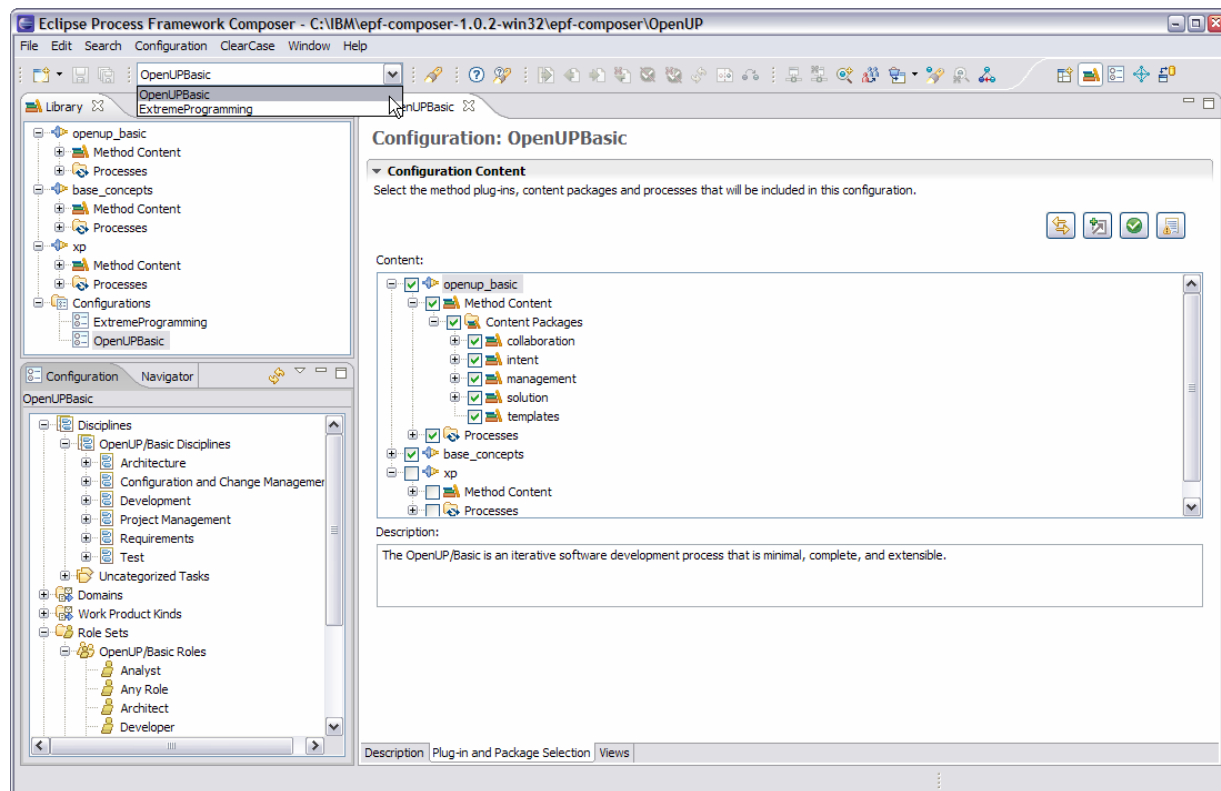 Eclipse Process Framework Composer - C:\IBM\epf-composer-1.0.2-win32\epf-composer\OpenUP
File Edit Search Configuration ClearCase Window Help
OpenUPBasic
OpenUPBasic
ExtremeProgramming
Library
enUPBasic
openup_basic
Method Content
Processes
base_concepts
Method Content
Processes
xp
Method Content
Processes
Configurations
ExtremeProgramming
OpenUPBasic
Configuration Navigator
OpenUPBasic
Disciplines
OpenUP/Basic Disciplines
Architecture
Configuration and Change Managemer
Development
Project Management
Requirements
Test
Uncategorized Tasks
Domains
Work Product Kinds
Role Sets
OpenUP/Basic Roles
Analyst
Any Role
Architect
Developer
Configuration: OpenUPBasic
Configuration Content
Select the method plug-ins, content packages and processes that will be included in this configuration.
Content:
openup_basic
Method Content
Content Packages
collaboration
intent
management
solution
templates
Processes
base_concepts
xp
Method Content
Processes
Description:
The OpenUP/Basic is an iterative software development process that is minimal, complete, and extensible.
Description Plug-in and Package Selection Views